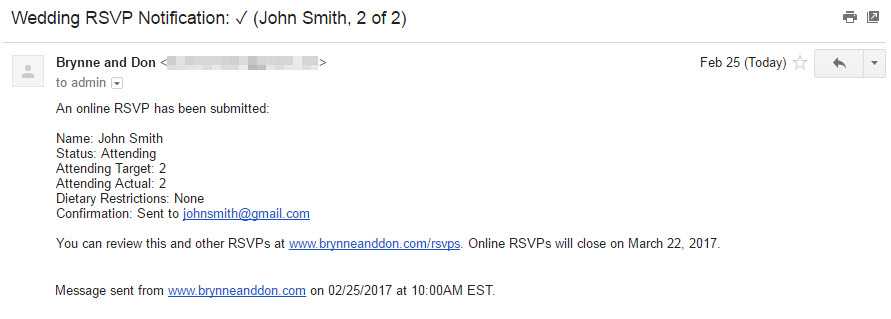 Wedding RSVP Notification: ✓ (John Smith, 2 of 2)
Brynne and Don < >
Feb 25 (Today)
to admin
An online RSVP has been submitted:
Name: John Smith
Status: Attending
Attending Target: 2
Attending Actual: 2
Dietary Restrictions: None
Confirmation: Sent to johnsmith@gmail.com
You can review this and other RSVPs at www.brynneanddon.com/rsvps. Online RSVPs will close on March 22, 2017.
Message sent from www.brynneanddon.com on 02/25/2017 at 10:00AM EST.